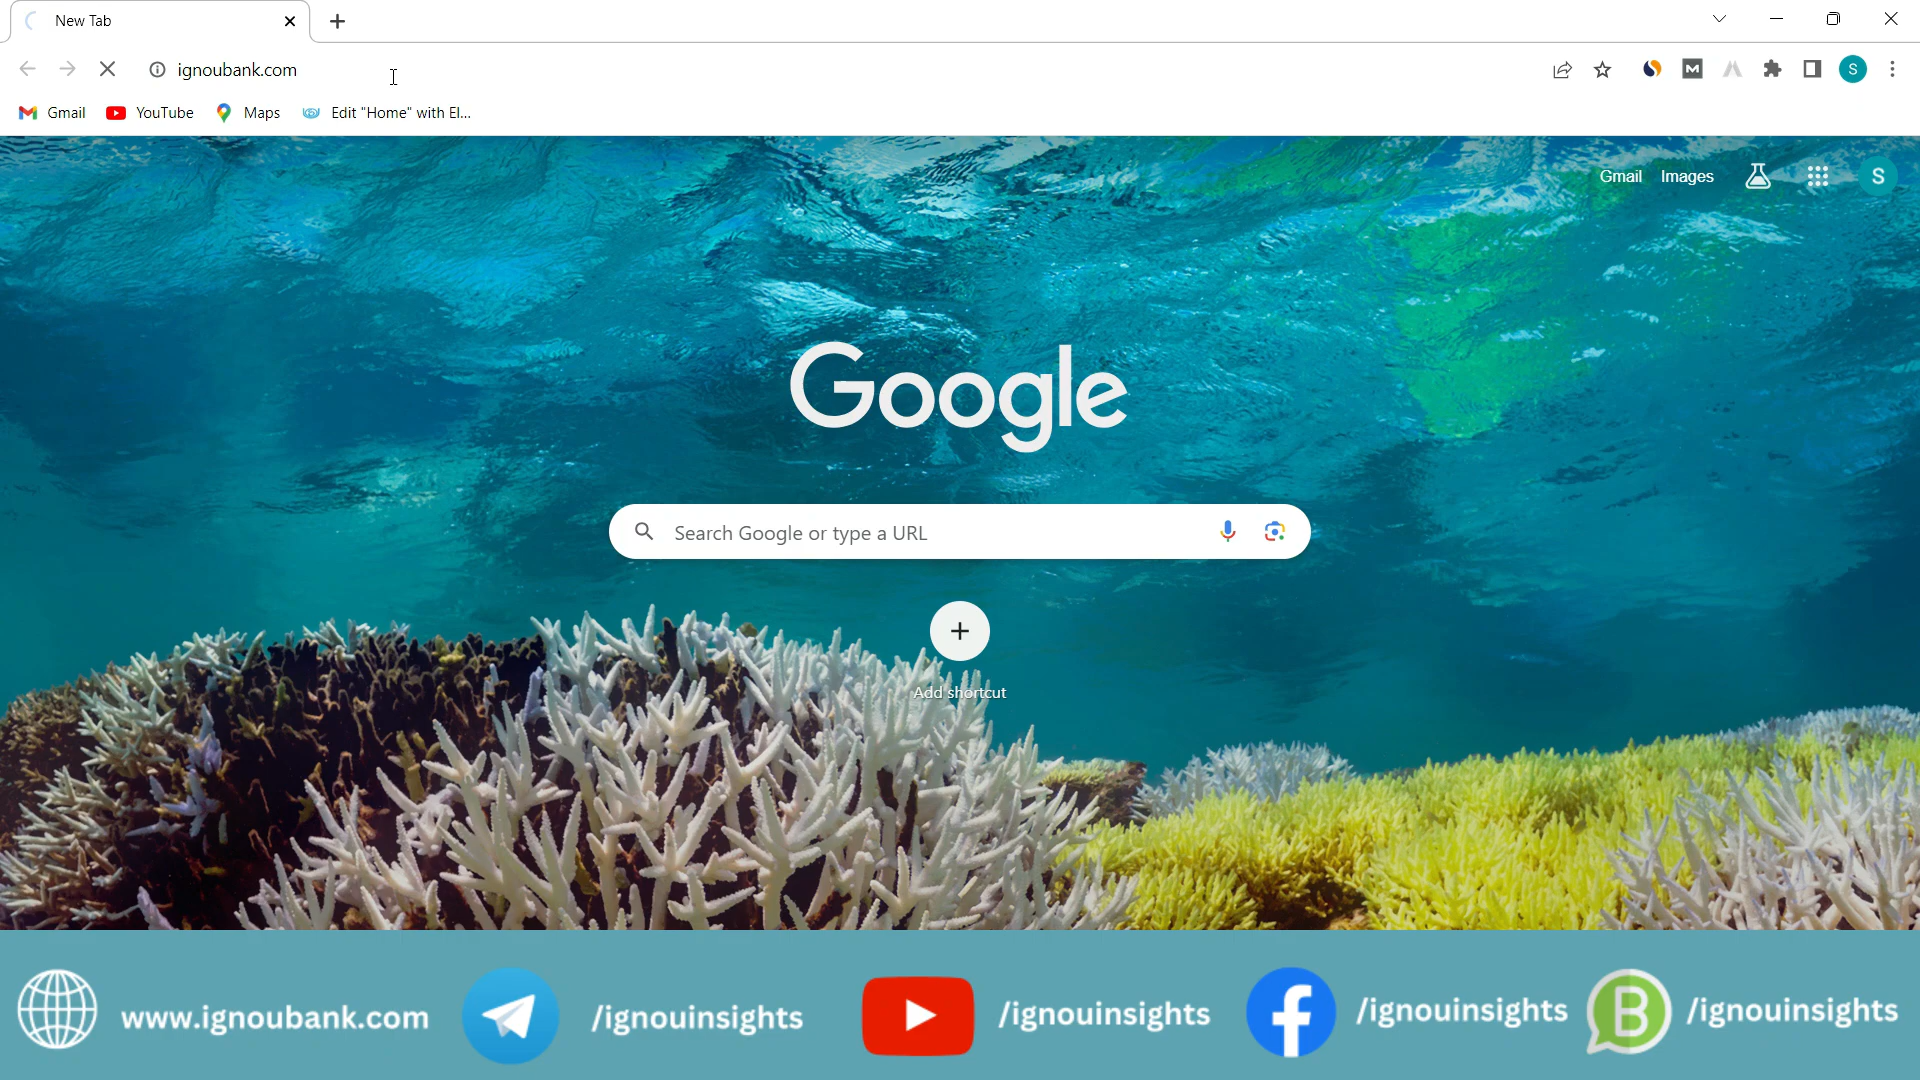 New Tab
ignoubank.com
Gmail YouTube Maps Edit "Home" with El...
M S
Gmail Images S
Google
Search Google or type a URL
Add shortcut
www.ignoubank.com /ignouinsights /ignouinsights f /ignouinsights B /ignouinsights